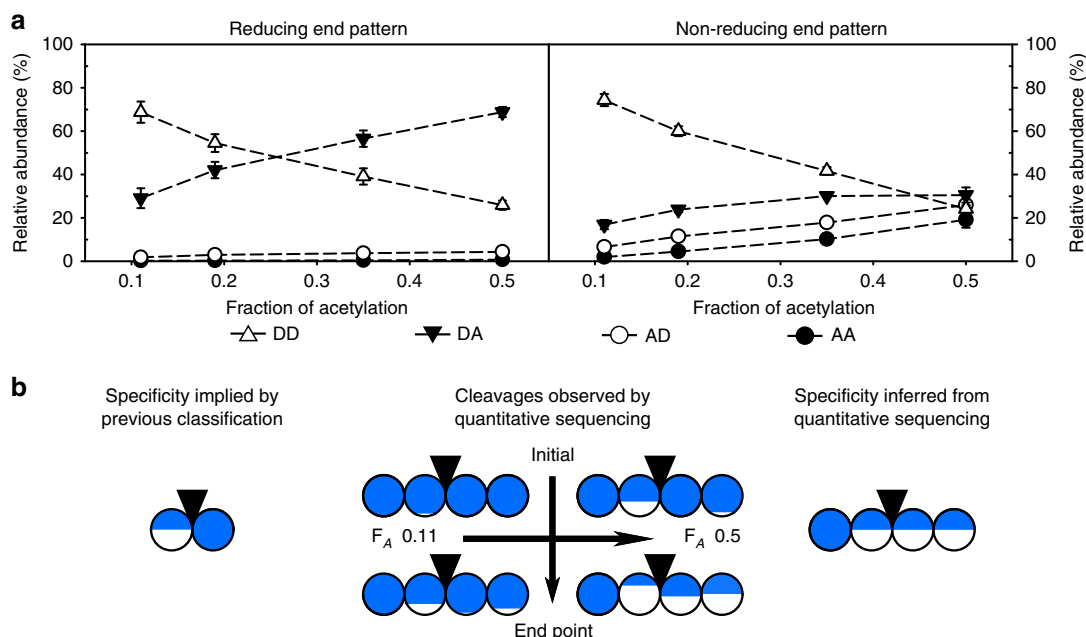 a
Reducing end pattern
Non-reducing end pattern
Relative abundance (%)
100
80
60
40
20
0
100
80
60
40
20
0
Relative abundance (%)
0.1 0.2 0.3 0.4 0.5
0.1 0.2 0.3 0.4 0.5
Fraction of acetylation
Fraction of acetylation
DD DA AD AA
b
Specificity implied by
previous classification
Cleavages observed by
quantitative sequencing
Specificity inferred from
quantitative sequencing
Initial
F_A 0.11
F_A 0.5
End point